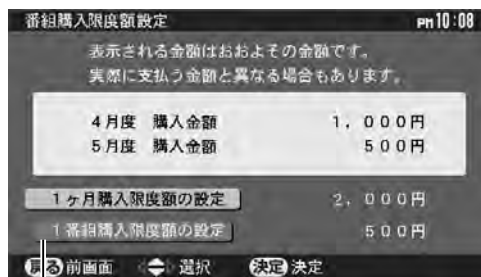 番組購入限度額設定 PM10:08
表示される金額はおおよその金額です。
実際に支払う金額と異なる場合もあります。
4月度 購入金額 1,000円
5月度 購入金額 500円
1ヶ月購入限度額の設定 2,000円
1番組購入限度額の設定 500円
戻る 前画面 選択 決定 決定